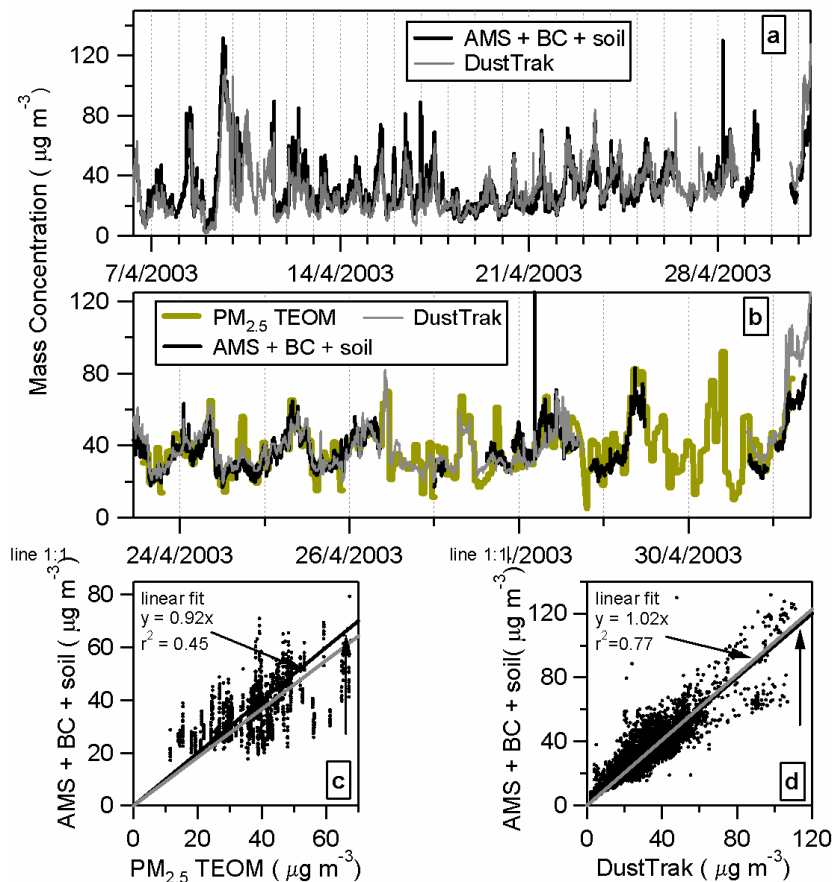 a
AMS + BC + soil
DustTrak
Mass Concentration ( μg m-3)
120
80
40
0
7/4/2003 14/4/2003 21/4/2003 28/4/2003
b
PM2.5 TEOM DustTrak
AMS + BC + soil
120
80
40
0
24/4/2003 26/4/2003 /2003 30/4/2003
line 1:1 line 1:1
AMS + BC + soil ( μg m-3)
80
60
40
20
0
linear fit
y = 0.92x
r2 = 0.45
c
0 20 40 60
PM2.5 TEOM ( μg m-3)
AMS + BC + soil( μg m-3)
120
80
40
0
linear fit
y = 1.02x
r2=0.77
d
0 40 80 120
DustTrak ( μg m-3)